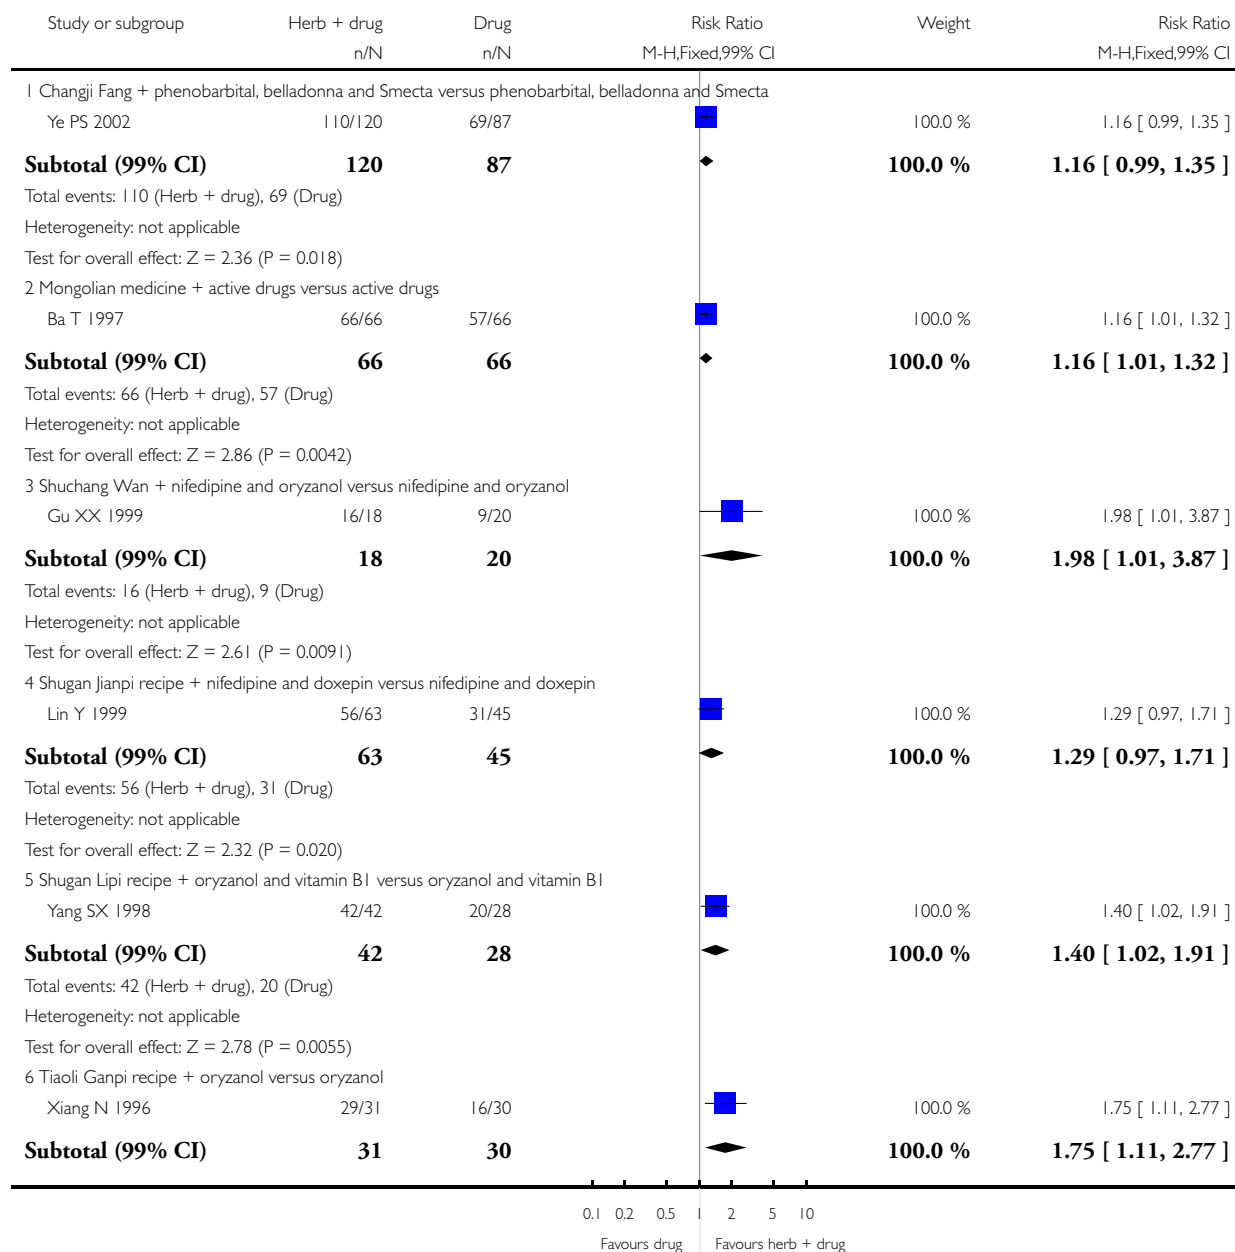 Study or subgroup Herb + drug Drug Risk Ratio Weight Risk Ratio
n/N n/N M-H,Fixed,99% CI M-H,Fixed,99% CI
1 Changji Fang + phenobarbital, belladonna and Smecta versus phenobarbital, belladonna and Smecta
Ye PS 2002 110/120 69/87 100.0 % 1.16 [ 0.99, 1.35 ]
Subtotal (99% CI) 120 87 100.0 % 1.16 [ 0.99, 1.35 ]
Total events: 110 (Herb + drug), 69 (Drug)
Heterogeneity: not applicable
Test for overall effect: Z = 2.36 (P = 0.018)
2 Mongolian medicine + active drugs versus active drugs
Ba T 1997 66/66 57/66 100.0 % 1.16 [ 1.01, 1.32 ]
Subtotal (99% CI) 66 66 100.0 % 1.16 [ 1.01, 1.32 ]
Total events: 66 (Herb + drug), 57 (Drug)
Heterogeneity: not applicable
Test for overall effect: Z = 2.86 (P = 0.0042)
3 Shuchang Wan + nifedipine and oryzanol versus nifedipine and oryzanol
Gu XX 1999 16/18 9/20 100.0 % 1.98 [ 1.01, 3.87 ]
Subtotal (99% CI) 18 20 100.0 % 1.98 [ 1.01, 3.87 ]
Total events: 16 (Herb + drug), 9 (Drug)
Heterogeneity: not applicable
Test for overall effect: Z = 2.61 (P = 0.0091)
4 Shugan Jianpi recipe + nifedipine and doxepin versus nifedipine and doxepin
Lin Y 1999 56/63 31/45 100.0 % 1.29 [ 0.97, 1.71 ]
Subtotal (99% CI) 63 45 100.0 % 1.29 [ 0.97, 1.71 ]
Total events: 56 (Herb + drug), 31 (Drug)
Heterogeneity: not applicable
Test for overall effect: Z = 2.32 (P = 0.020)
5 Shugan Lipi recipe + oryzanol and vitamin B1 versus oryzanol and vitamin B1
Yang SX 1998 42/42 20/28 100.0 % 1.40 [ 1.02, 1.91 ]
Subtotal (99% CI) 42 28 100.0 % 1.40 [ 1.02, 1.91 ]
Total events: 42 (Herb + drug), 20 (Drug)
Heterogeneity: not applicable
Test for overall effect: Z = 2.78 (P = 0.0055)
6 Tiaoli Ganpi recipe + oryzanol versus oryzanol
Xiang N 1996 29/31 16/30 100.0 % 1.75 [ 1.11, 2.77 ]
Subtotal (99% CI) 31 30 100.0 % 1.75 [ 1.11, 2.77 ]
0.1 0.2 0.5 1 2 5 10
Favours drug Favours herb + drug